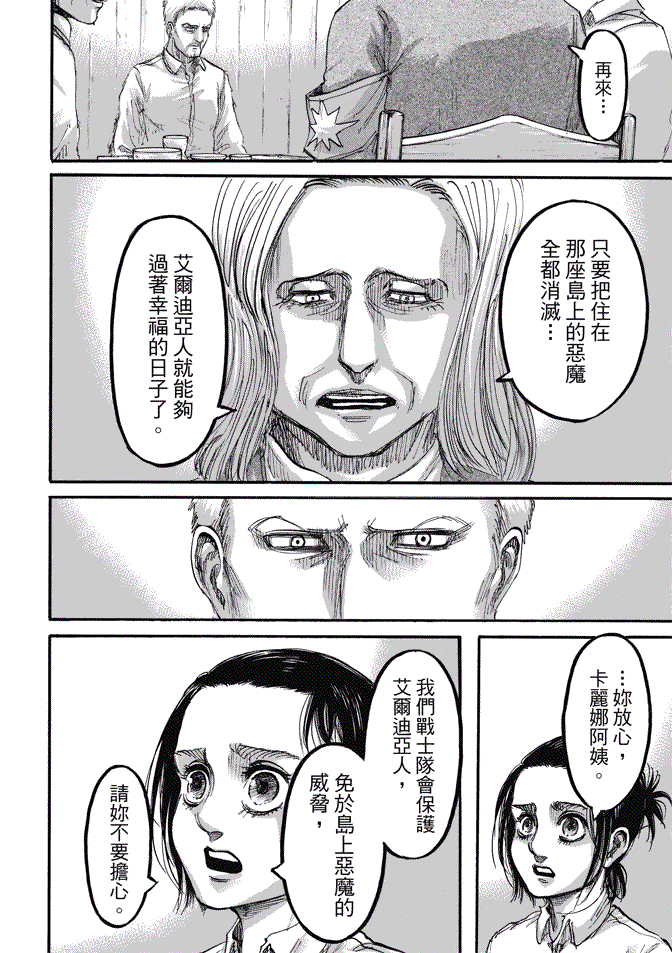 再來…
只要把住在
那座島上的惡魔
全都消滅…
艾爾迪亞人就能夠
過著幸福的日子了。
…妳放心，
卡麗娜阿姨。
我們戰士隊會保護
艾爾迪亞人，
免於島上惡魔的
威脅，
請妳不要擔心。